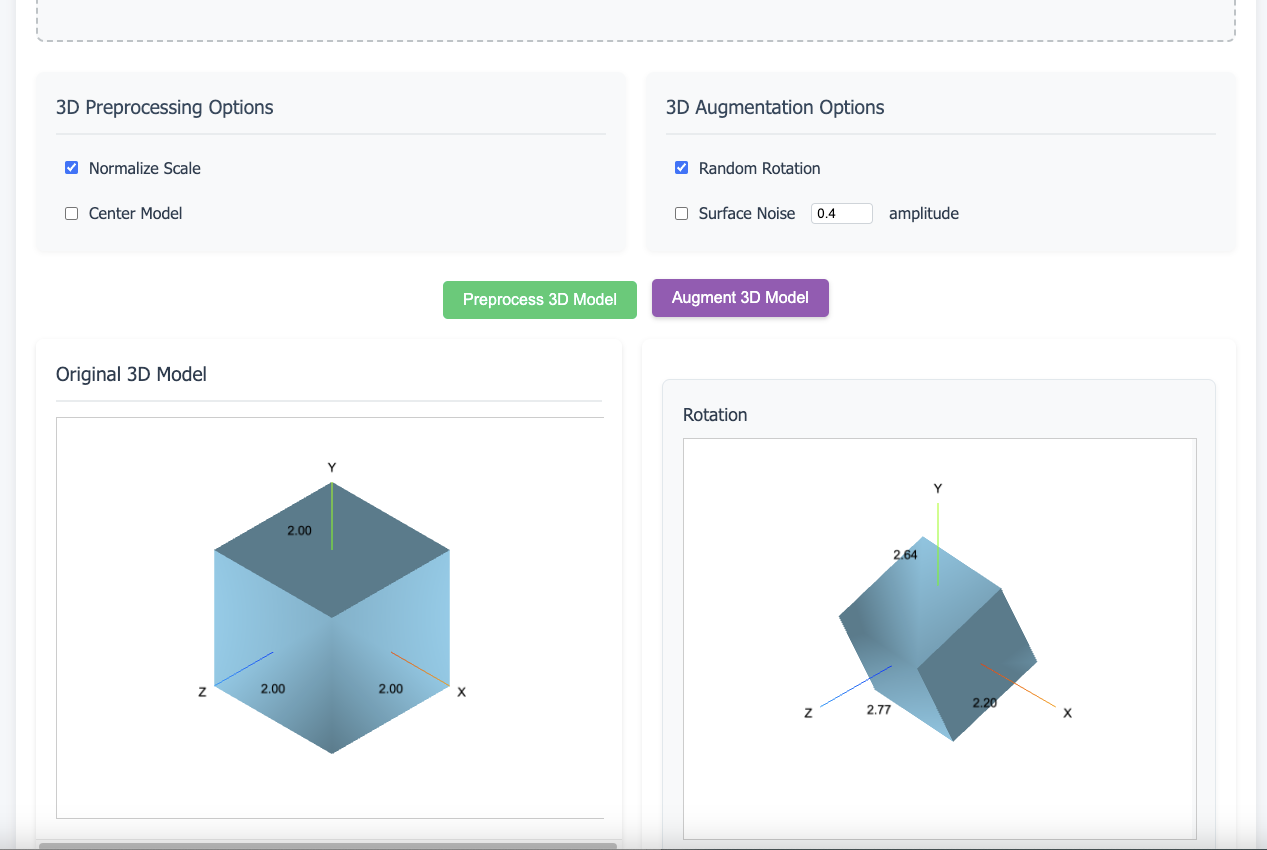 3D Preprocessing Options
Normalize Scale
Center Model
3D Augmentation Options
Random Rotation
Surface Noise 0.4 amplitude
Preprocess 3D Model
Augment 3D Model
Original 3D Model
Y
2.00
Z
2.00
2.00
X
Rotation
Y
2.64
Z
2.77
2.20
X